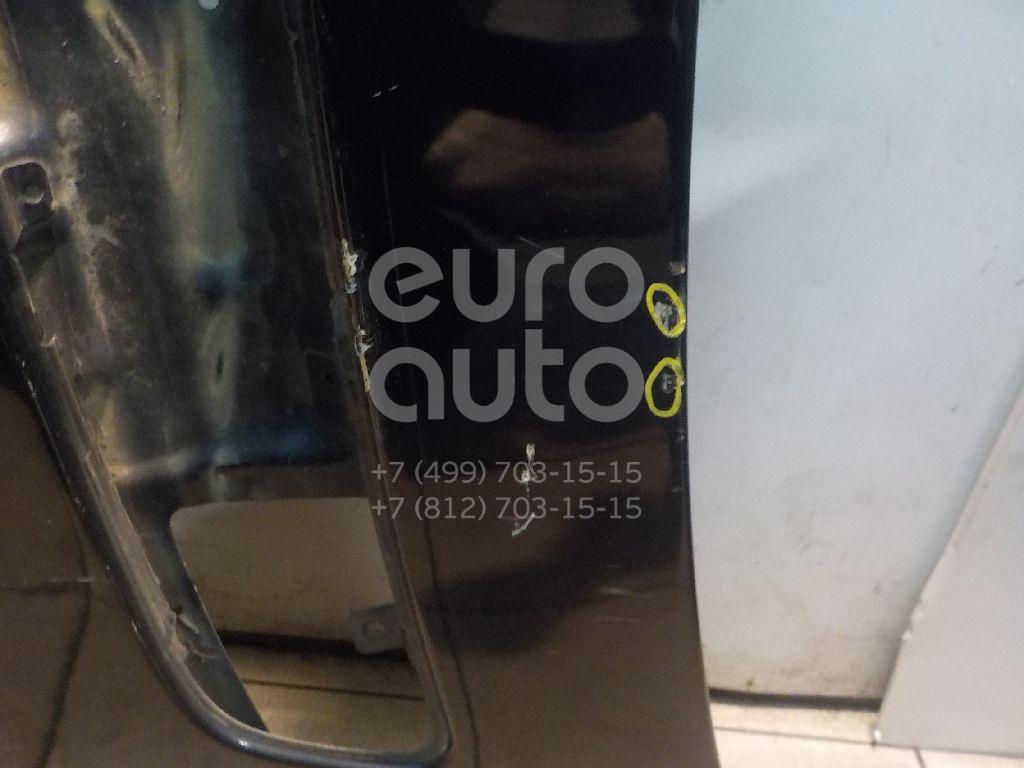 euro
auto
+7 (499) 703-15-15
+7 (812) 703-15-15